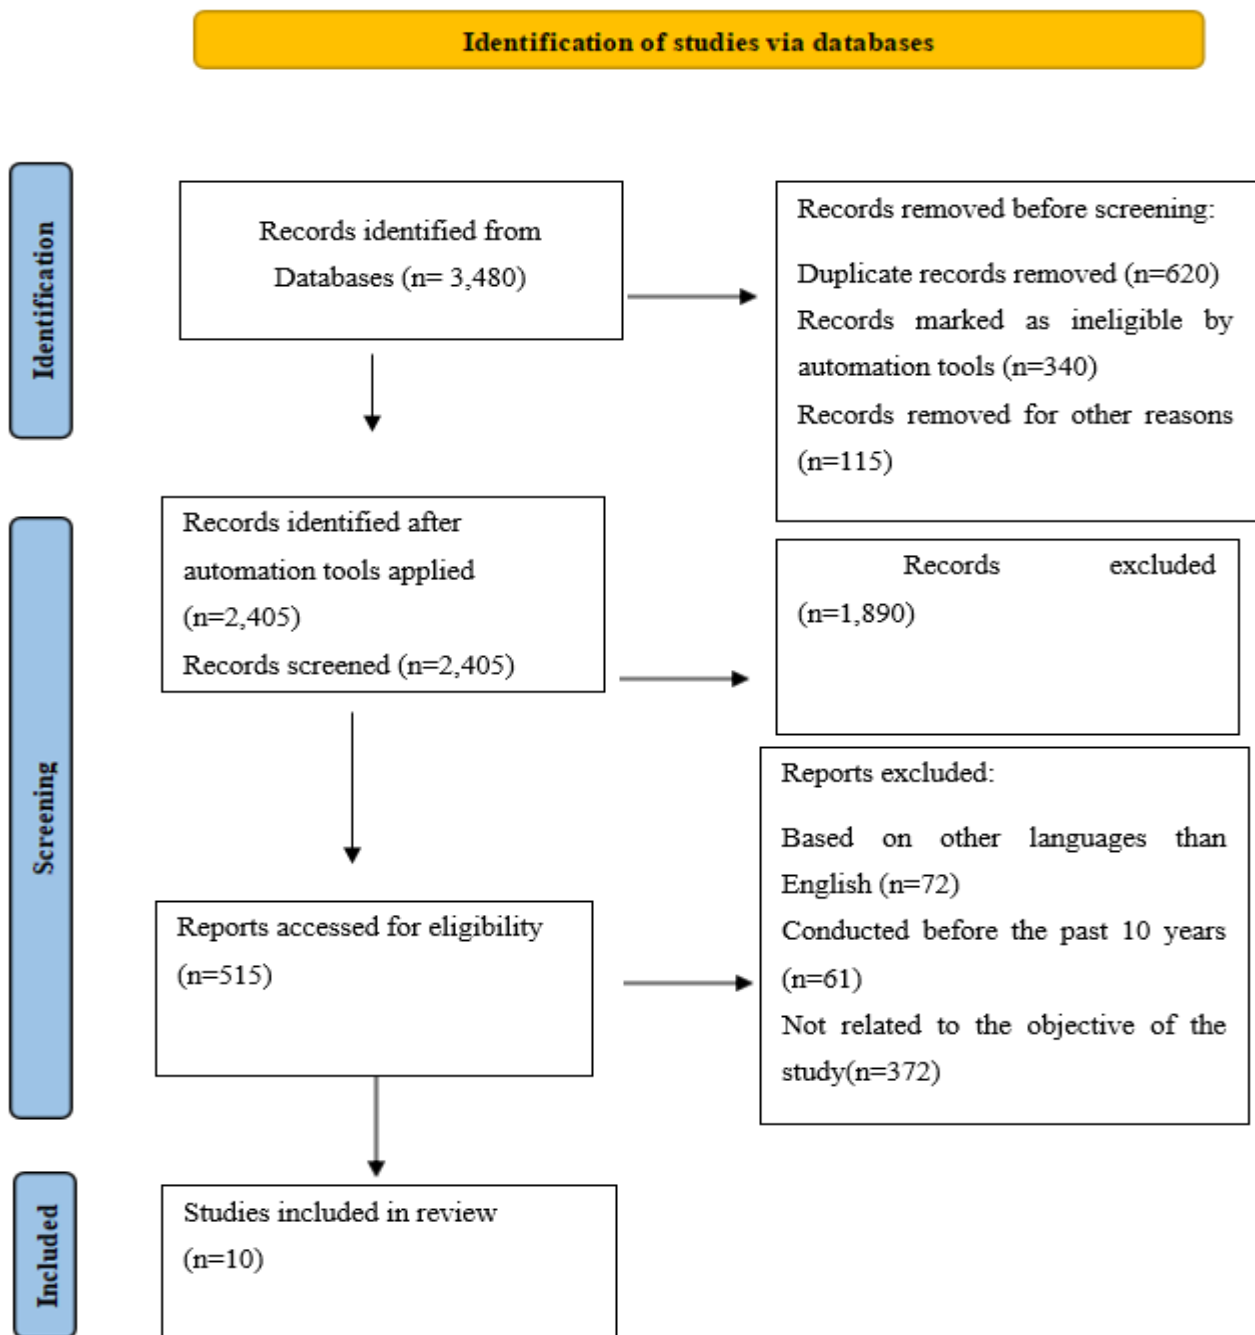 Identification of studies via databases
Identification
Records identified from
Databases (n= 3,480)
Records removed before screening:
Duplicate records removed (n=620)
Records marked as ineligible by
automation tools (n=340)
Records removed for other reasons
(n=115)
Screening
Records identified after
automation tools applied
(n=2,405)
Records screened (n=2,405)
Records excluded
(n=1,890)
Reports accessed for eligibility
(n=515)
Reports excluded:
Based on other languages than
English (n=72)
Conducted before the past 10 years
(n=61)
Not related to the objective of the
study(n=372)
Included
Studies included in review
(n=10)